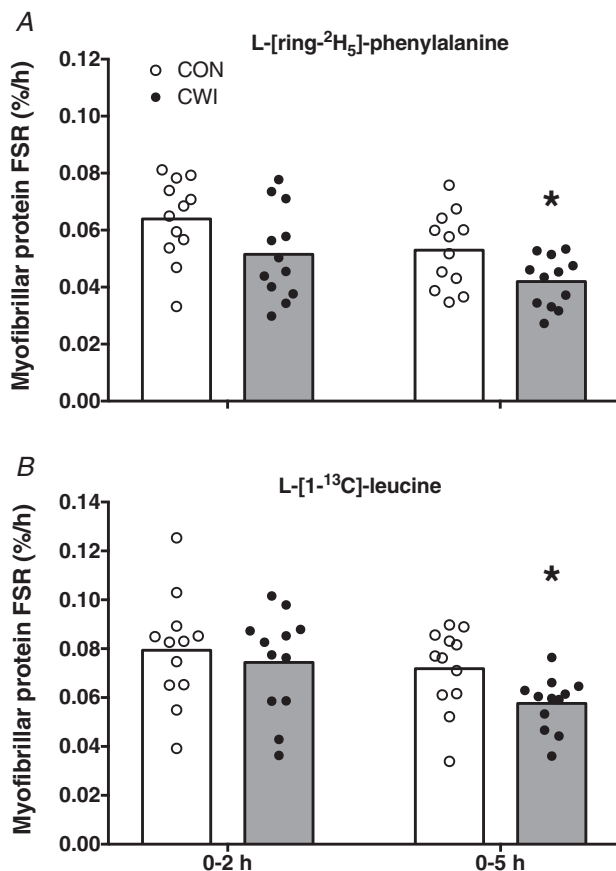 A
L-[ring-²H₅]-phenylalanine
Myofibrillar protein FSR (%/h)
0.12
0.10
0.08
0.06
0.04
0.02
0.00
CON
CWI
*
B
L-[1-¹³C]-leucine
Myofibrillar protein FSR (%/h)
0.14
0.12
0.10
0.08
0.06
0.04
0.02
0.00
*
0-2 h
0-5 h